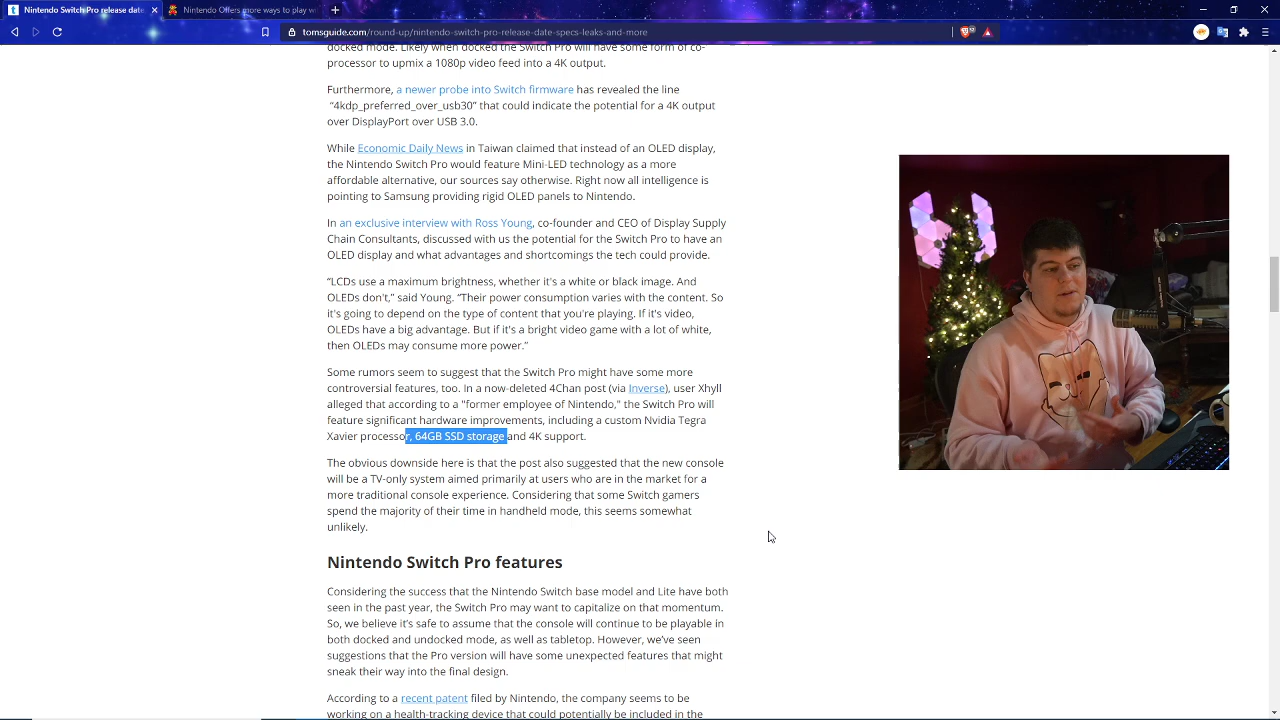 Nintendo Switch Pro release date
Nintendo Offers more ways to play w
tomsguide.com/round-up/nintendo-switch-pro-release-date-specs-leaks-and-more
docked mode. Likely when docked the Switch Pro will have some form of co-
processor to upmix a 1080p video feed into a 4K output.
Furthermore, a newer probe into Switch firmware has revealed the line
“4kdp_preferred_over_usb30” that could indicate the potential for a 4K output
over DisplayPort over USB 3.0.
While Economic Daily News in Taiwan claimed that instead of an OLED display,
the Nintendo Switch Pro would feature Mini-LED technology as a more
affordable alternative, our sources say otherwise. Right now all intelligence is
pointing to Samsung providing rigid OLED panels to Nintendo.
In an exclusive interview with Ross Young, co-founder and CEO of Display Supply
Chain Consultants, discussed with us the potential for the Switch Pro to have an
OLED display and what advantages and shortcomings the tech could provide.
“LCDs use a maximum brightness, whether it's a white or black image. And
OLEDs don't,” said Young. “Their power consumption varies with the content. So
it's going to depend on the type of content that you're playing. If it's video,
OLEDs have a big advantage. But if it's a bright video game with a lot of white,
then OLEDs may consume more power.”
Some rumors seem to suggest that the Switch Pro might have some more
controversial features, too. In a now-deleted 4Chan post (via Inverse), user Xhyll
alleged that according to a "former employee of Nintendo," the Switch Pro will
feature significant hardware improvements, including a custom Nvidia Tegra
Xavier processor, 64GB SSD storage and 4K support.
The obvious downside here is that the post also suggested that the new console
will be a TV-only system aimed primarily at users who are in the market for a
more traditional console experience. Considering that some Switch gamers
spend the majority of their time in handheld mode, this seems somewhat
unlikely.
Nintendo Switch Pro features
Considering the success that the Nintendo Switch base model and Lite have both
seen in the past year, the Switch Pro may want to capitalize on that momentum.
So, we believe it’s safe to assume that the console will continue to be playable in
both docked and undocked mode, as well as tabletop. However, we’ve seen
suggestions that the Pro version will have some unexpected features that might
sneak their way into the final design.
According to a recent patent filed by Nintendo, the company seems to be
working on a health-tracking device that could potentially be included in the